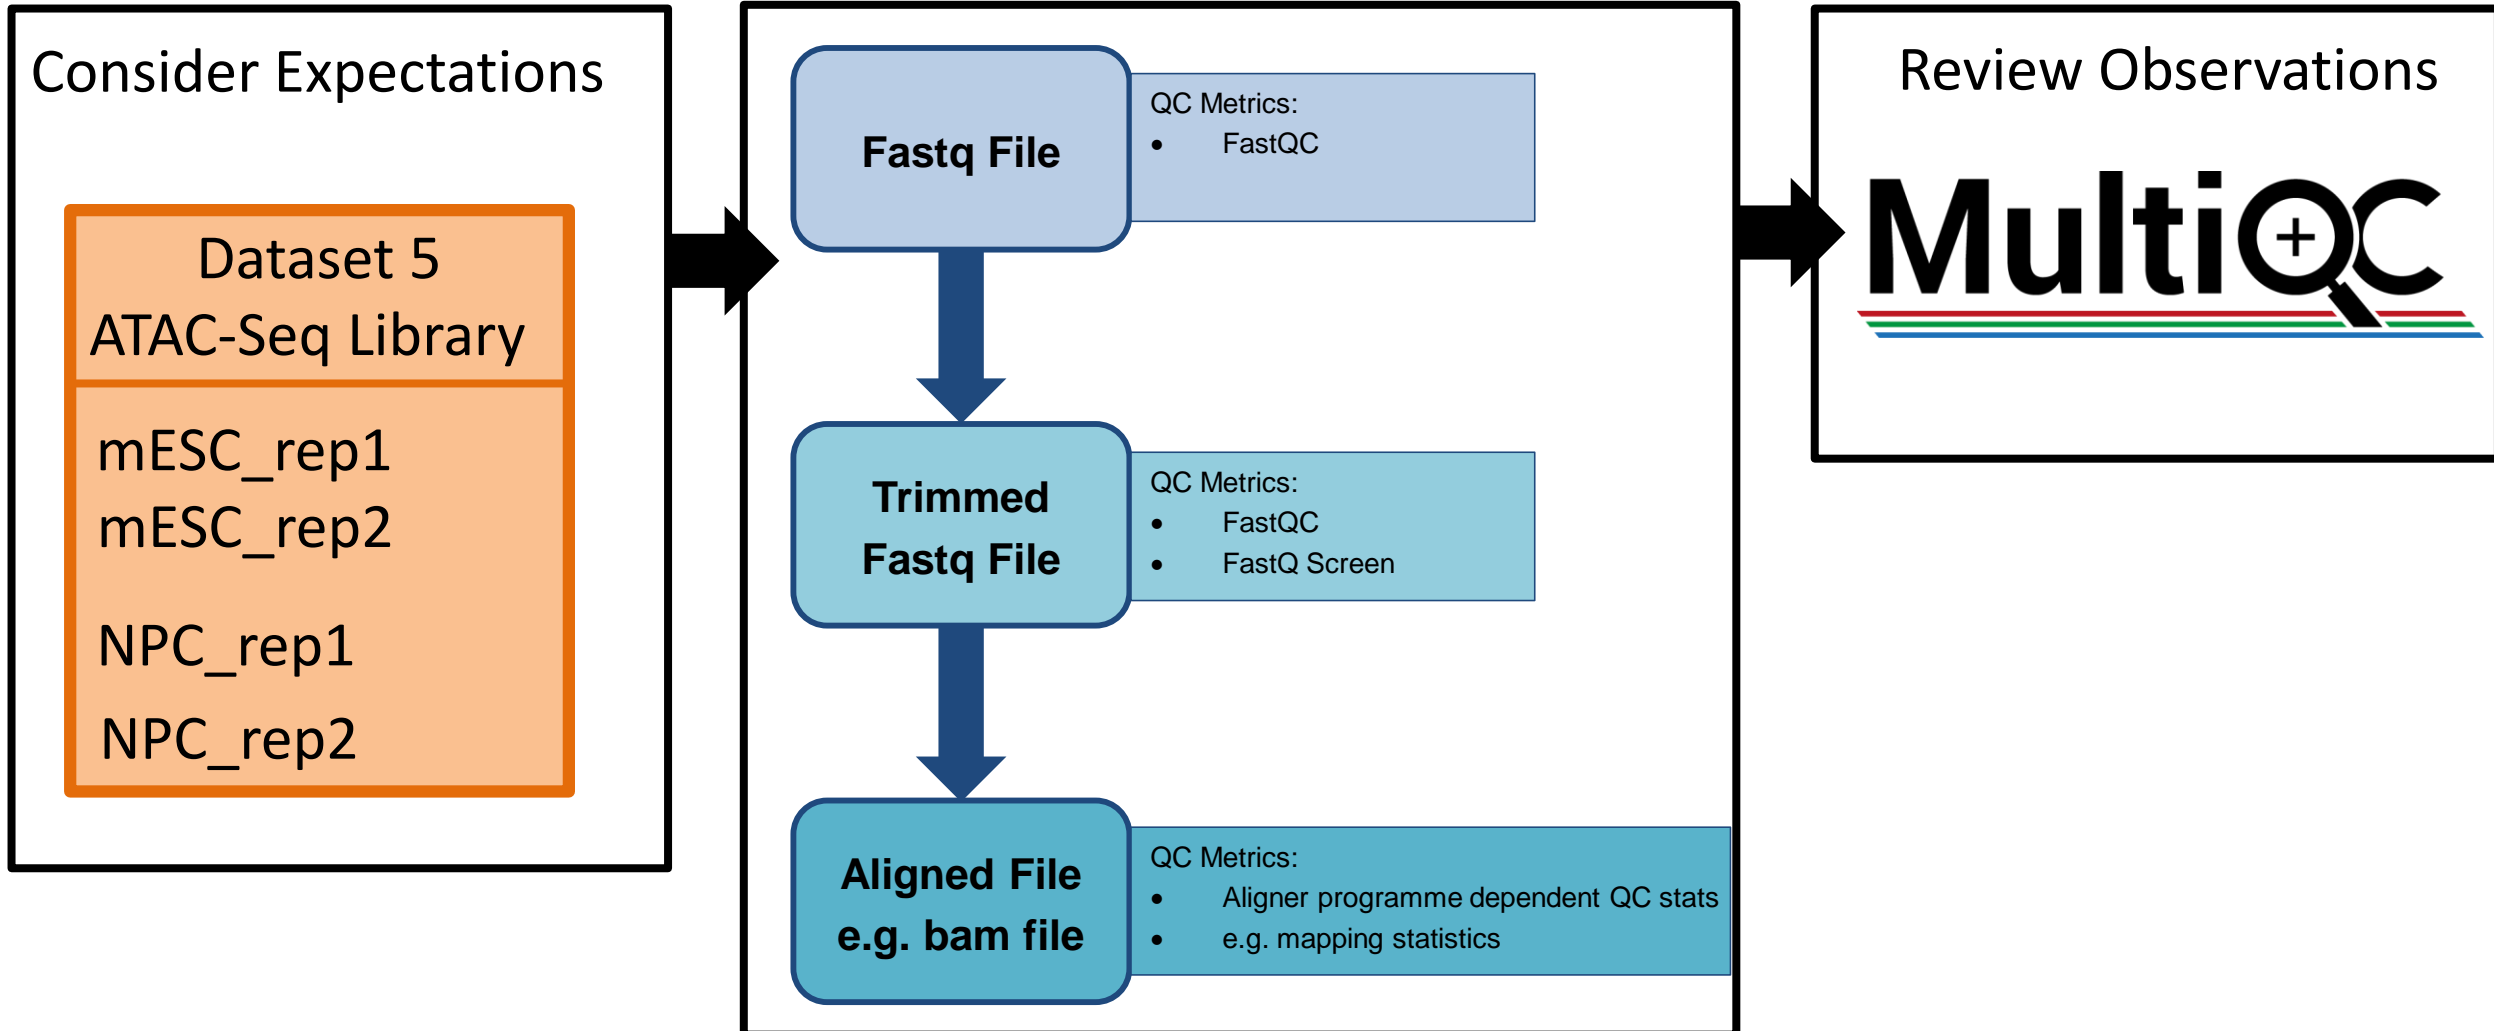 Consider Expectations
Dataset 5
ATAC-Seq Library
mESC_rep1
mESC_rep2
NPC_rep1
NPC_rep2
Fastq File
QC Metrics:
• FastQC
Trimmed
Fastq File
QC Metrics:
• FastQC
• FastQ Screen
Aligned File
e.g. bam file
QC Metrics:
• Aligner programme dependent QC stats
• e.g. mapping statistics
Review Observations
MultiQC